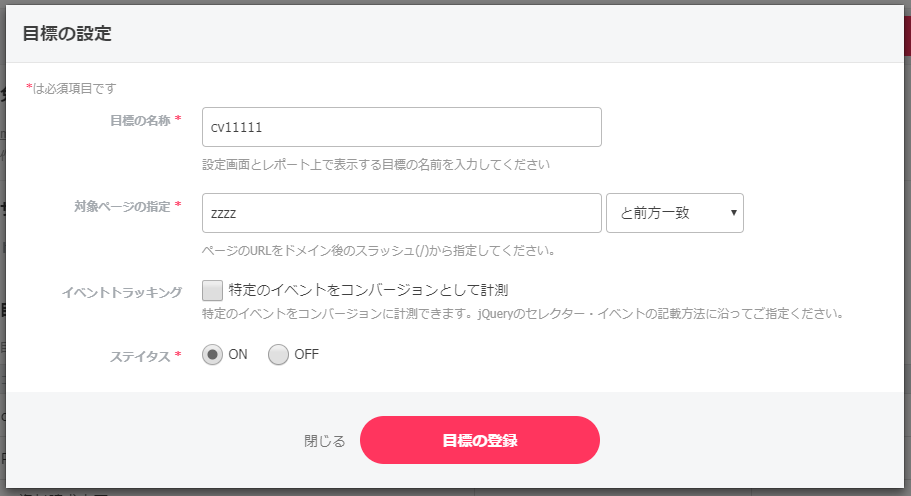 目標の設定
*は必須項目です
目標の名称 *
cv11111
設定画面とレポート上で表示する目標の名前を入力してください
対象ページの指定 *
zzzz
と前方一致
ページのURLをドメイン後のスラッシュ(/)から指定してください。
イベントトラッキング
特定のイベントをコンバージョンとして計測
特定のイベントをコンバージョンに計測できます。jQueryのセレクター・イベントの記載方法に沿ってご指定ください。
ステイタス *
ON
OFF
閉じる
目標の登録